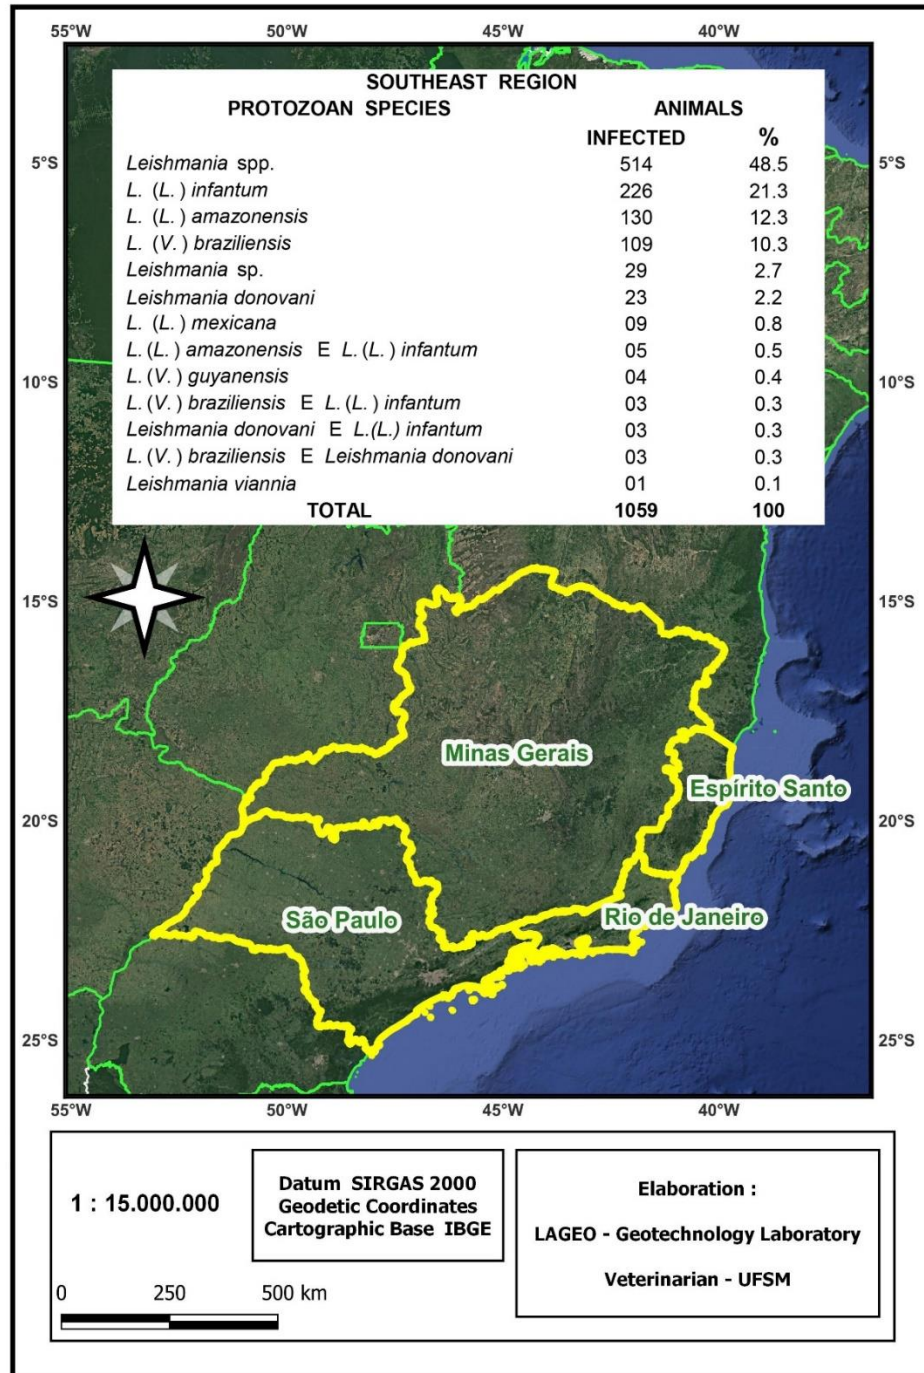 55°W 50°W 45°W 40°W
SOUTHEAST REGION
PROTOZOAN SPECIES ANIMALS
INFECTED %
Leishmania spp. 514 48.5
L. (L.) infantum 226 21.3
L. (L.) amazonensis 130 12.3
L. (V.) braziliensis 109 10.3
Leishmania sp. 29 2.7
Leishmania donovani 23 2.2
L. (L.) mexicana 09 0.8
L.(L.) amazonensis E L.(L.) infantum 05 0.5
L.(V.) guyanensis 04 0.4
L.(V.) braziliensis E L.(L.) infantum 03 0.3
Leishmania donovani E L.(L.) infantum 03 0.3
L.(V.) braziliensis E Leishmania donovani 03 0.3
Leishmania viannia 01 0.1
TOTAL 1059 100
5°S 5°S
10°S 10°S
15°S 15°S
Minas Gerais
Espírito Santo
20°S 20°S
São Paulo
Rio de Janeiro
25°S 25°S
55°W 50°W 45°W 40°W
1 : 15.000.000
0 250 500 km
Datum SIRGAS 2000
Geodetic Coordinates
Cartographic Base IBGE
Elaboration :
LAGEO - Geotechnology Laboratory
Veterinarian - UFSM